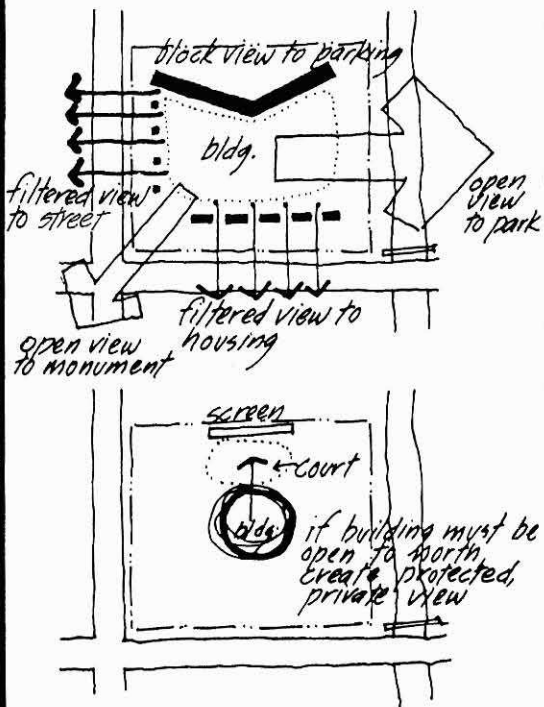 block view to parking
bldg.
filtered view
to street
open
view
to park
filtered view to
housing
open view
to monument
screen
court
bldg.
if building must be
open to north
create protected,
private view